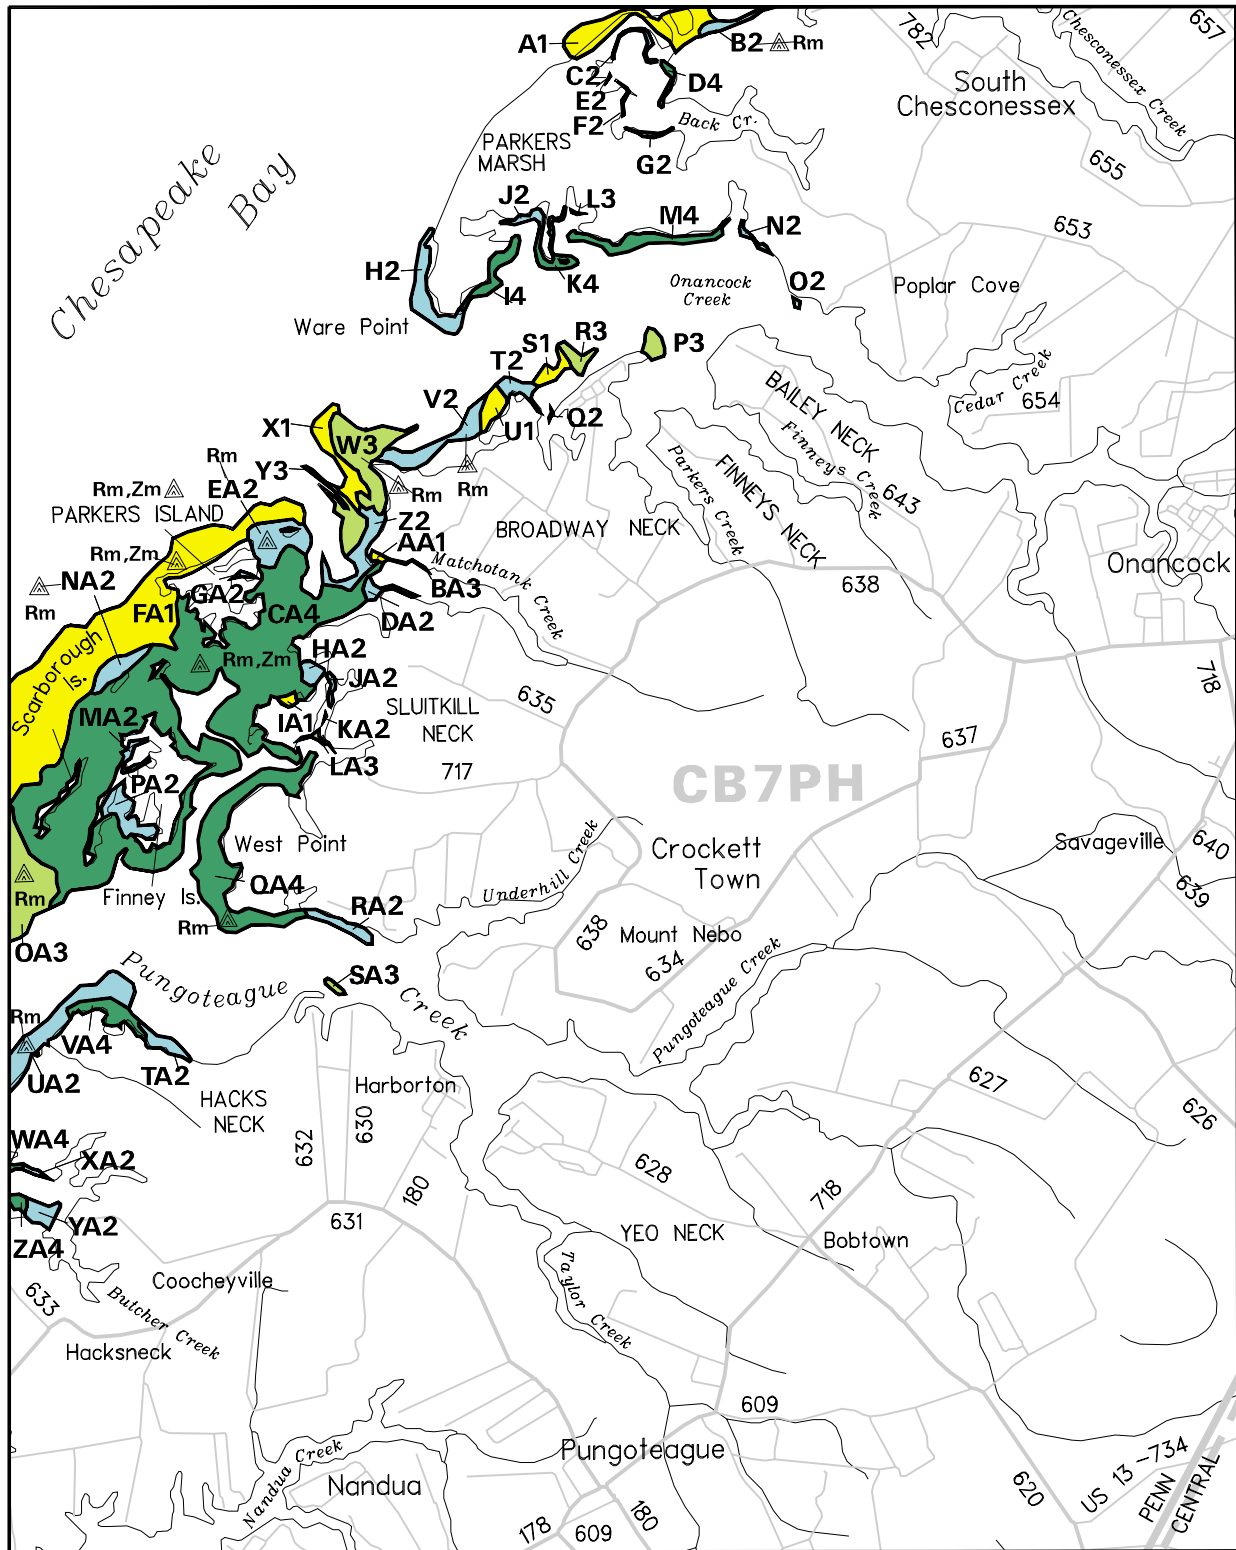 A1
B2
Rm
782
Chesconessex Creek
657
C2
E2
F2
D4
South
Chesconessex
Back Cr.
G2
PARKERS
MARSH
655
Chesapeake
Bay
J2
L3
M4
N2
653
H2
I4
K4
Onancock
Creek
O2
Poplar Cove
Ware Point
S1
R3
P3
T2
V2
U1
Q2
BAILEY NECK
Cedar Creek
654
X1
W3
Finneys Creek
643
Rm
Y3
EA2
Rm
Rm
Parkers Creek
FINNEYS NECK
Rm,Zm
PARKERS ISLAND
Z2
BROADWAY NECK
AA1
Rm,Zm
NA2
Rm
GA2
FA1
CA4
Matchotank Creek
BA3
DA2
638
Onancock
Scarborough
Is.
Rm,Zm
HA2
JA2
718
635
SLUITKILL
NECK
MA2
IA1
KA2
LA3
637
717
PA2
CB7PH
West Point
Underhill Creek
Crockett
Town
Savageville
640
639
Rm
Finney Is.
QA4
Rm
RA2
638
Mount Nebo
634
OA3
Pungoteague
Creek
SA3
Pungoteague Creek
Rm
VA4
UA2
TA2
HACKS
NECK
Harborton
632
630
627
626
WA4
XA2
180
628
718
YA2
ZA4
631
YEO NECK
Bobtown
Coocheyville
633
Butcher Creek
Taylor Creek
Hacksneck
609
Nandua Creek
Nandua
Pungoteague
178
609
180
620
US 13 -734
PENN
CENTRAL